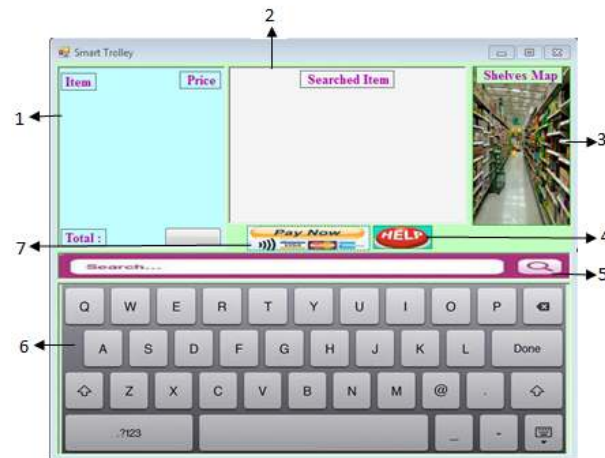 2
Smart Trolley
Item Price
Searched Item
Shelves Map
1
3
Total :
Pay Now
HELP
4
7
Search...
5
Q W E R T Y U I O P
6
A S D F G H J K L Done
Z X C V B N M @ .
.?123 _ -